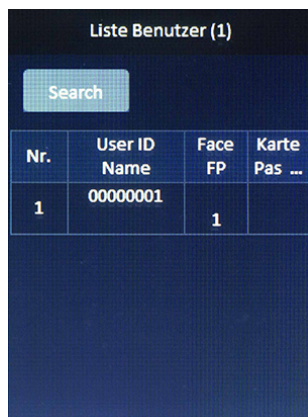 Liste Benutzer (1)
Search
Nr. User ID Face Karte
Name FP Pas ...
1 00000001
1